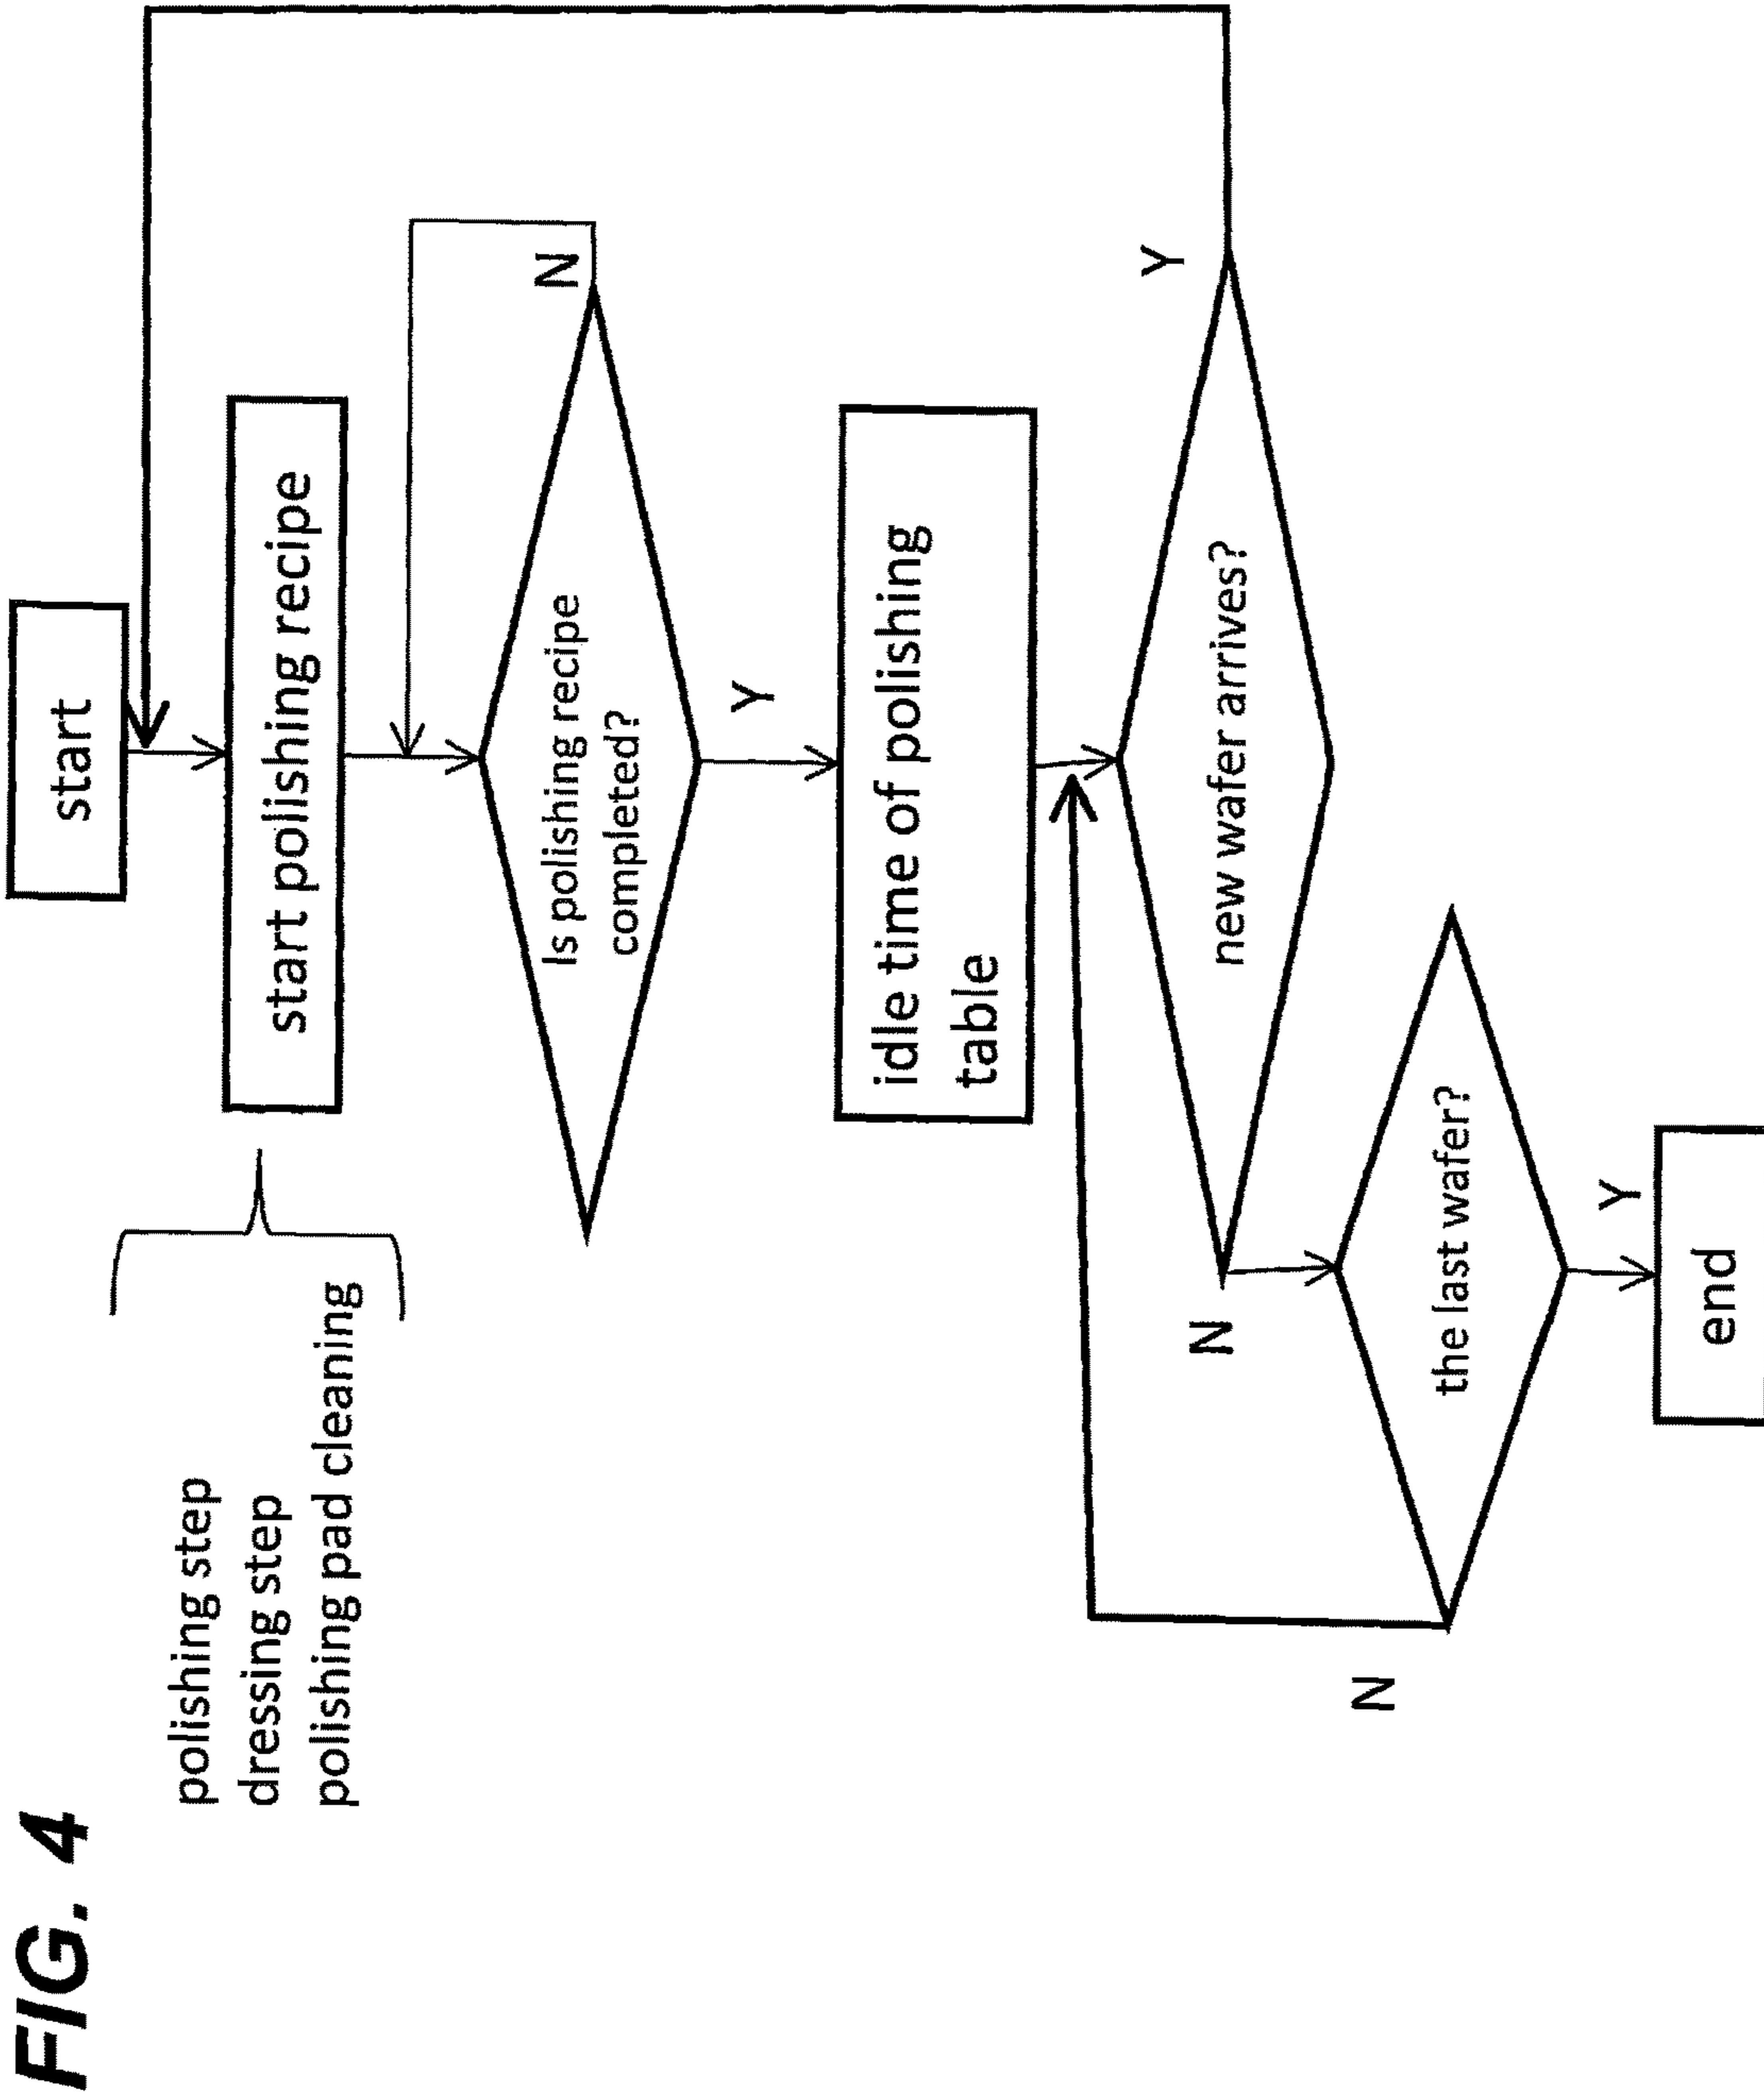 FIG. 4
start
polishing step
dressing step
polishing pad cleaning
start polishing recipe
N
Is polishing recipe
completed?
Y
idle time of polishing
table
Y
new wafer arrives?
N
N
the last wafer?
Y
end